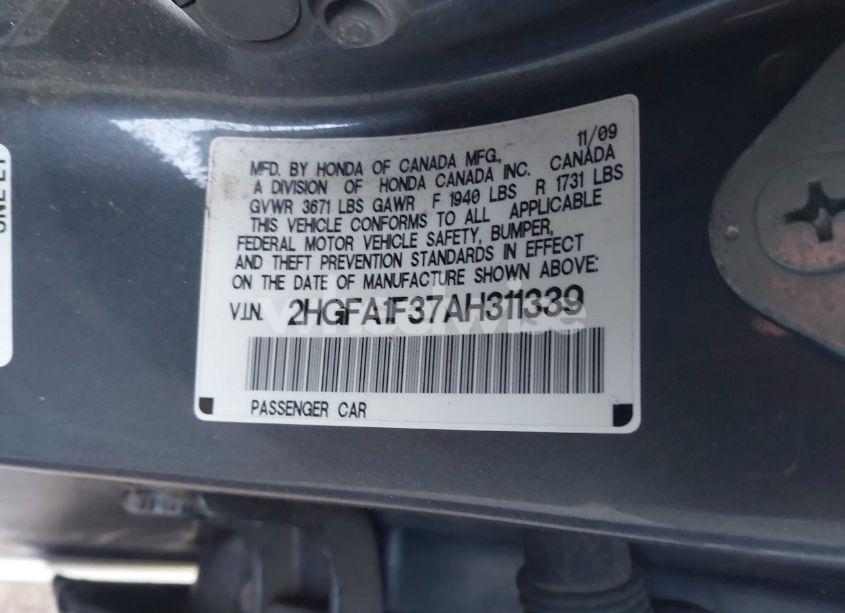 11/09
MFD. BY HONDA OF CANADA MFG.,
A DIVISION OF HONDA CANADA INC. CANADA
GVWR 3671 LBS GAWR F 1940 LBS R 1731 LBS
THIS VEHICLE CONFORMS TO ALL APPLICABLE
FEDERAL MOTOR VEHICLE SAFETY, BUMPER,
AND THEFT PREVENTION STANDARDS IN EFFECT
ON THE DATE OF MANUFACTURE SHOWN ABOVE:
V.I.N. 2HGFA1F37AH311339
PASSENGER CAR